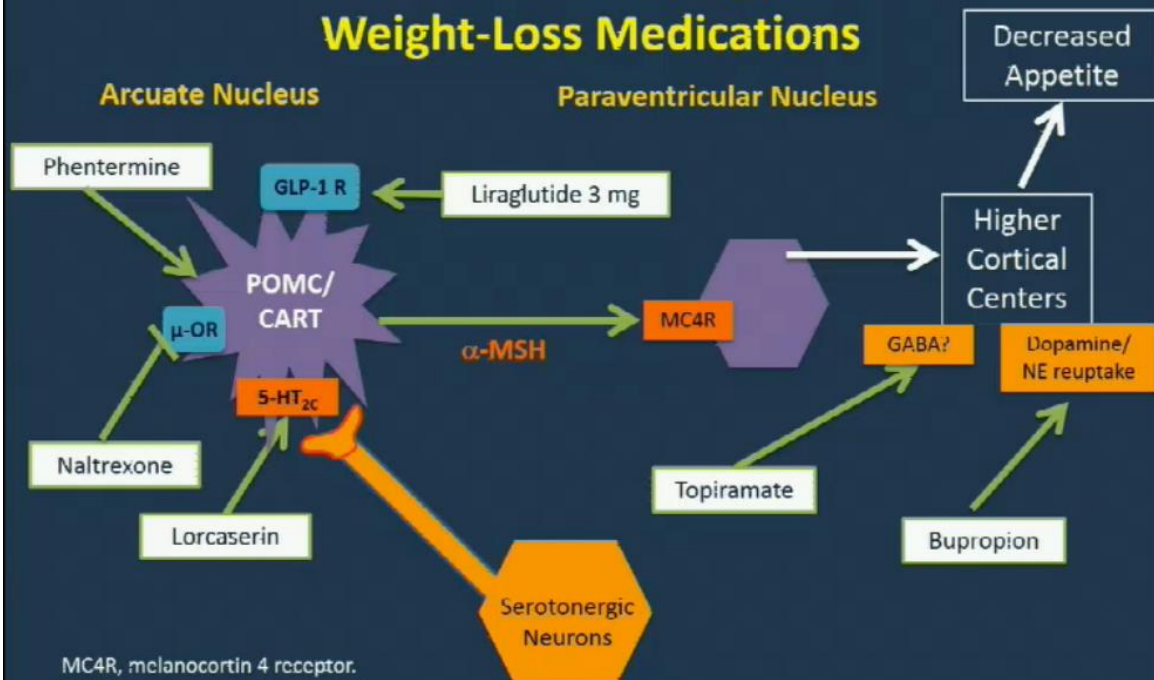 Weight-Loss Medications
Decreased
Appetite
Arcuate Nucleus
Paraventricular Nucleus
Phentermine
GLP-1 R
Liraglutide 3 mg
POMC/
CART
μ-OR
α-MSH
MC4R
Higher
Cortical
Centers
GABA?
Dopamine/
NE reuptake
5-HT₂C
Naltrexone
Lorcaserin
Topiramate
Bupropion
Serotonergic
Neurons
MC4R, melanocortin 4 receptor.